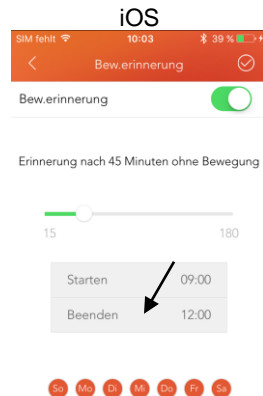 iOS
SIM fehlt 10:03 39 %
Bew.erinnerung
Bew.erinnerung
Erinnerung nach 45 Minuten ohne Bewegung
15 180
Starten 09:00
Beenden 12:00
So Mo Di Mi Do Fr Sa